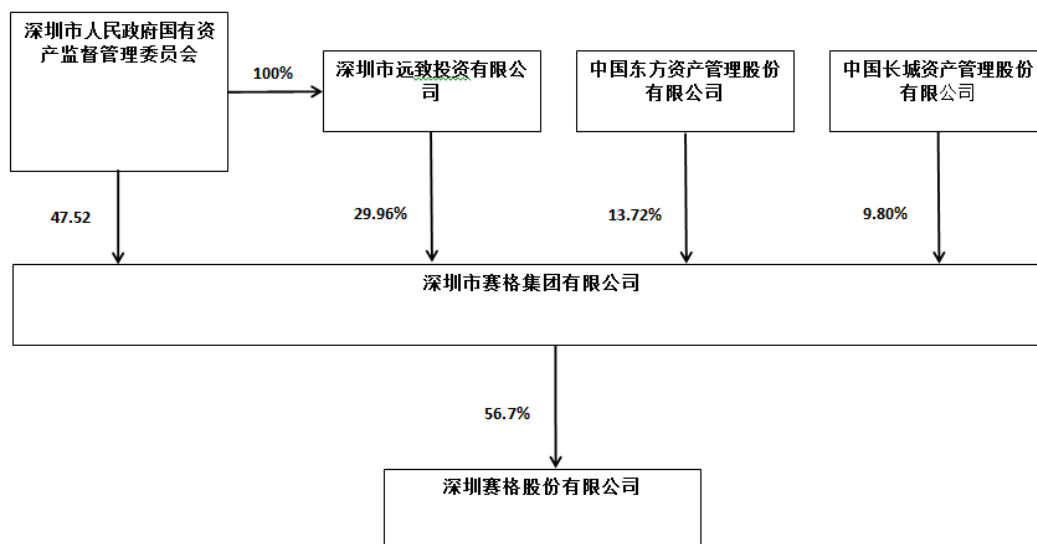 深圳市人民政府国有资
产监督管理委员会
100%
深圳市远致投资有限公
司
中国东方资产管理股份
有限公司
中国长城资产管理股份
有限公司
47.52
29.96%
13.72%
9.80%
深圳市赛格集团有限公司
56.7%
深圳赛格股份有限公司